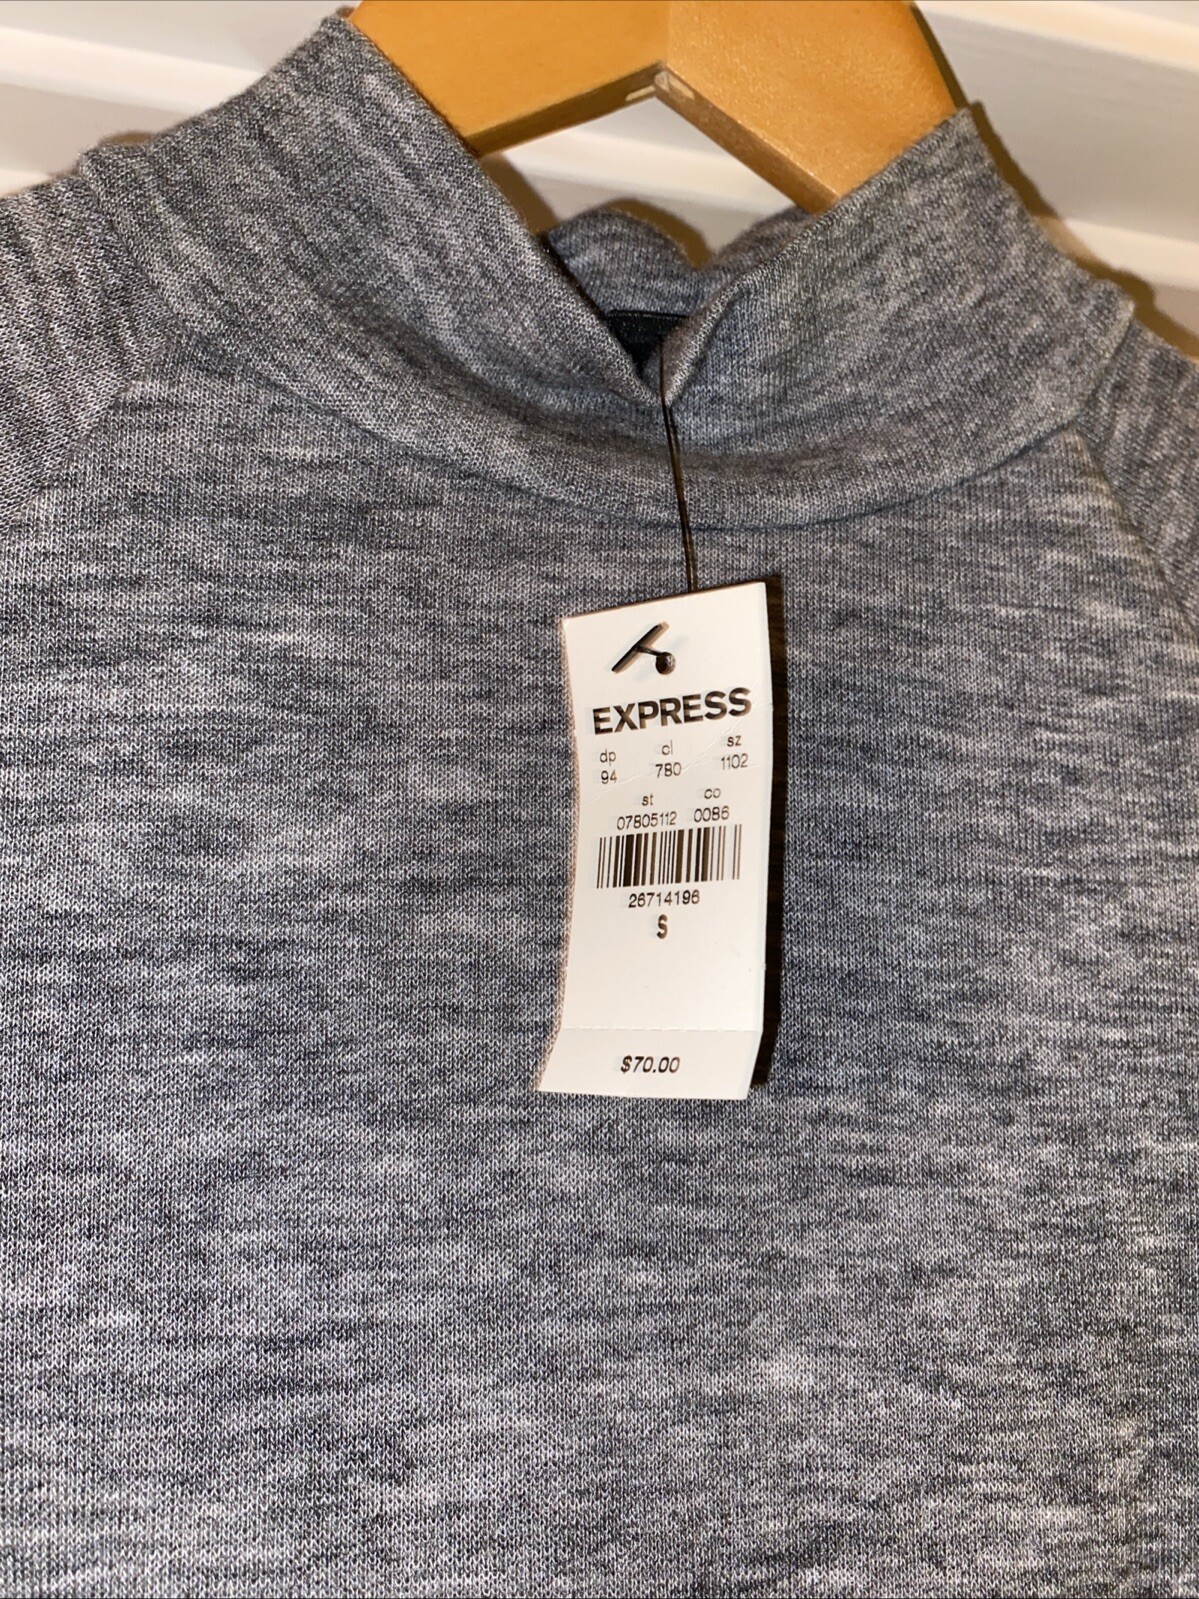 EXPRESS
dp cl sz
94 780 1102
st co
07805112 0086
26714196
S
$70.00